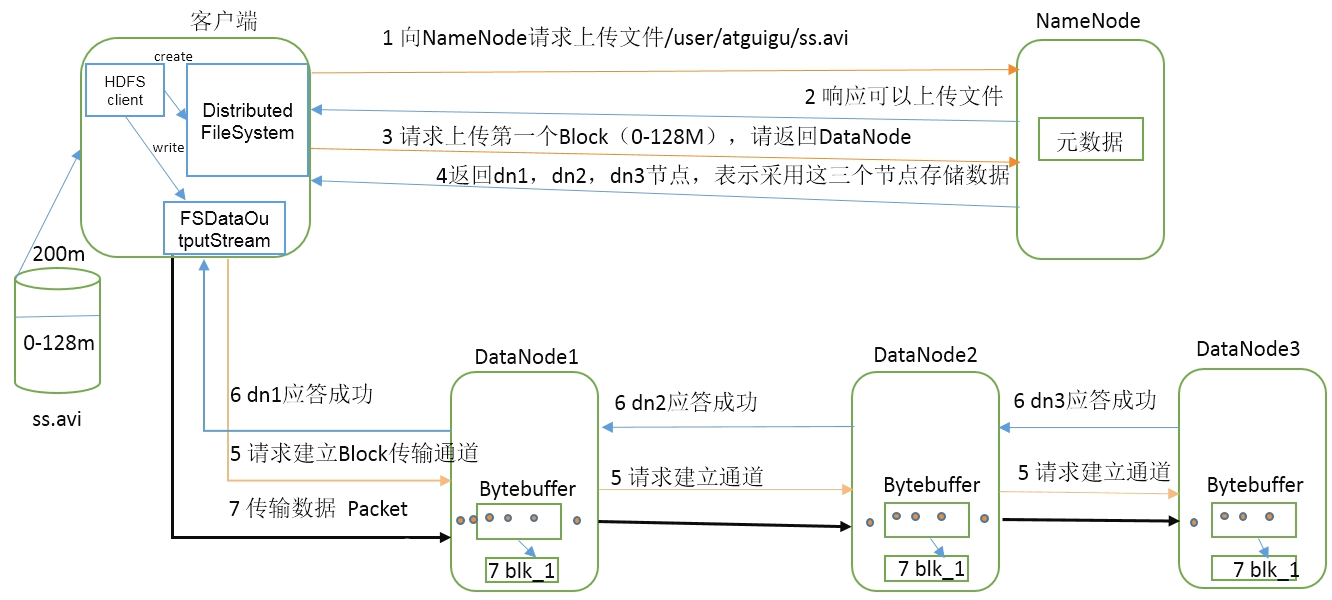 客户端
NameNode
1 向NameNode请求上传文件/user/atguigu/ss.avi
create
HDFS
client
Distributed
FileSystem
2 响应可以上传文件
3 请求上传第一个Block（0-128M），请返回DataNode
元数据
write
4返回dn1，dn2，dn3节点，表示采用这三个节点存储数据
FSDataOu
tputStream
200m
0-128m
ss.avi
DataNode1
DataNode2
DataNode3
6 dn1应答成功
6 dn2应答成功
6 dn3应答成功
5 请求建立Block传输通道
5 请求建立通道
5 请求建立通道
Bytebuffer
Bytebuffer
Bytebuffer
7 传输数据 Packet
7 blk_1
7 blk_1
7 blk_1